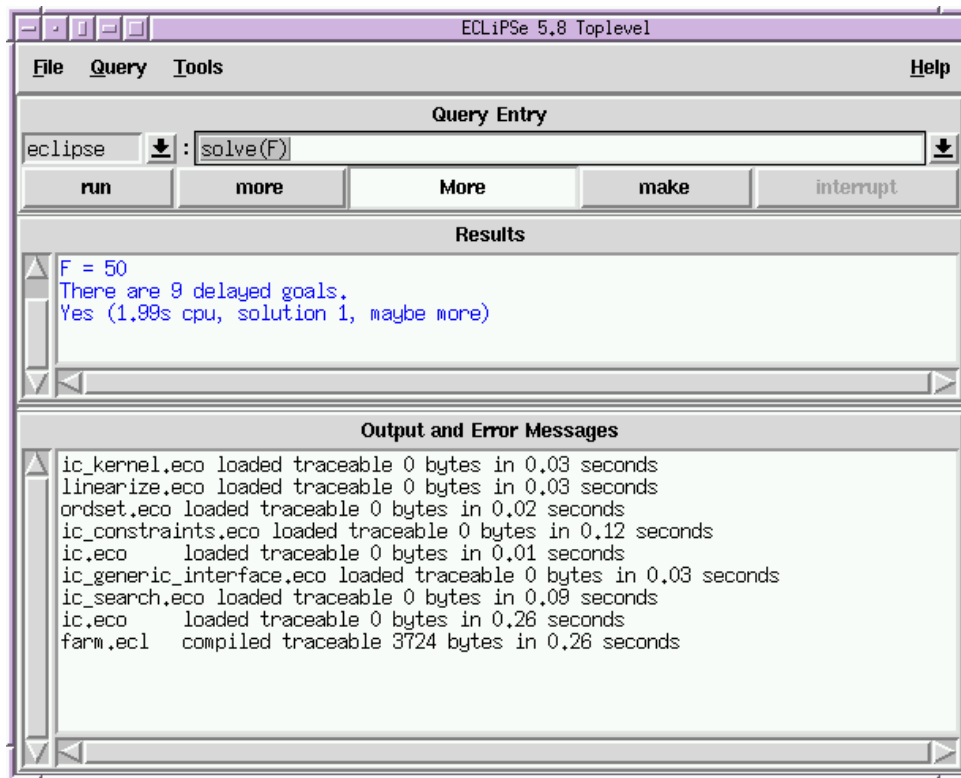 ECLiPSe 5.8 Toplevel
File Query Tools Help
Query Entry
eclipse : solve(F)
run more More make interrupt
Results
F = 50
There are 9 delayed goals.
Yes (1.99s cpu, solution 1, maybe more)
Output and Error Messages
ic_kernel.eco loaded traceable 0 bytes in 0.03 seconds
linearize.eco loaded traceable 0 bytes in 0.03 seconds
ordset.eco loaded traceable 0 bytes in 0.02 seconds
ic_constraints.eco loaded traceable 0 bytes in 0.12 seconds
ic.eco loaded traceable 0 bytes in 0.01 seconds
ic_generic_interface.eco loaded traceable 0 bytes in 0.03 seconds
ic_search.eco loaded traceable 0 bytes in 0.09 seconds
ic.eco loaded traceable 0 bytes in 0.26 seconds
farm.ecl compiled traceable 3724 bytes in 0.26 seconds